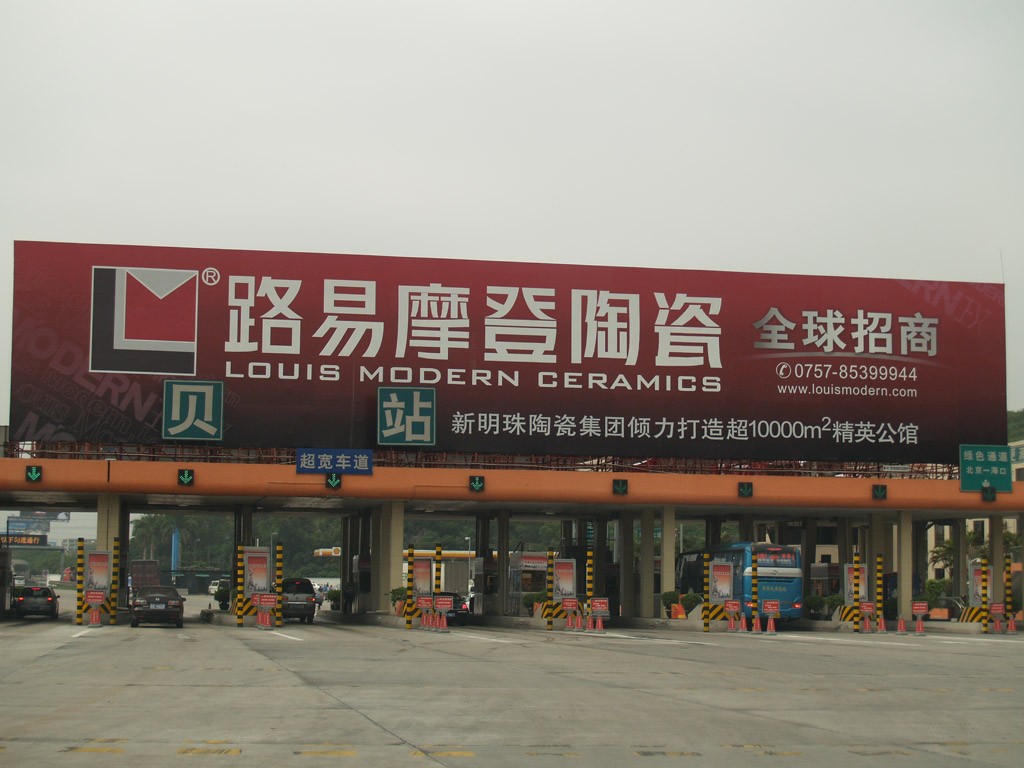 ®
路易摩登陶瓷
LOUIS MODERN CERAMICS
全球招商
✆0757-85399944
www.louismodern.com
新明珠陶瓷集团倾力打造超10000m²精英公馆
贝 站
超宽车道
绿色通道
北京—海口